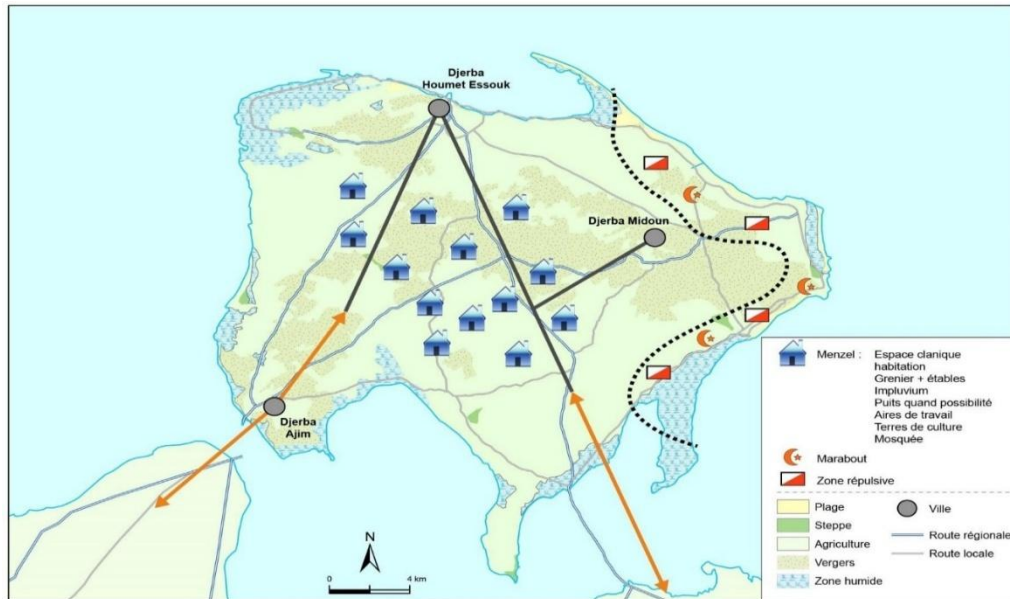 Djerba
Houmet Essouk
Djerba Midoun
Djerba
Ajim
N
0 4 km
Menzel : Espace clanique
habitation
Grenier + étables
Impluvium
Puits quand possibilité
Aires de travail
Terres de culture
Mosquée
Marabout
Zone répulsive
Plage
Steppe
Agriculture
Vergers
Zone humide
Ville
Route régionale
Route locale